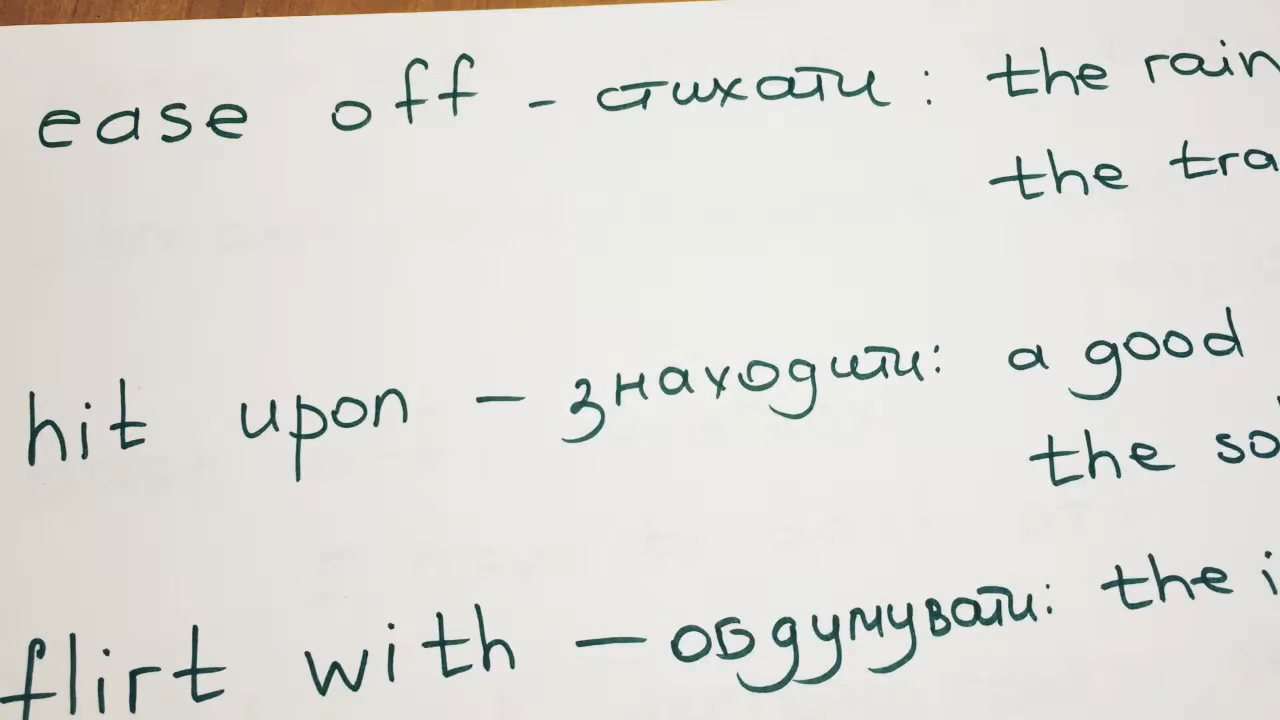 ease off - стихати: the rain
the tra
hit upon - знаходити: a good
the so
flirt with - обдумувати: the i